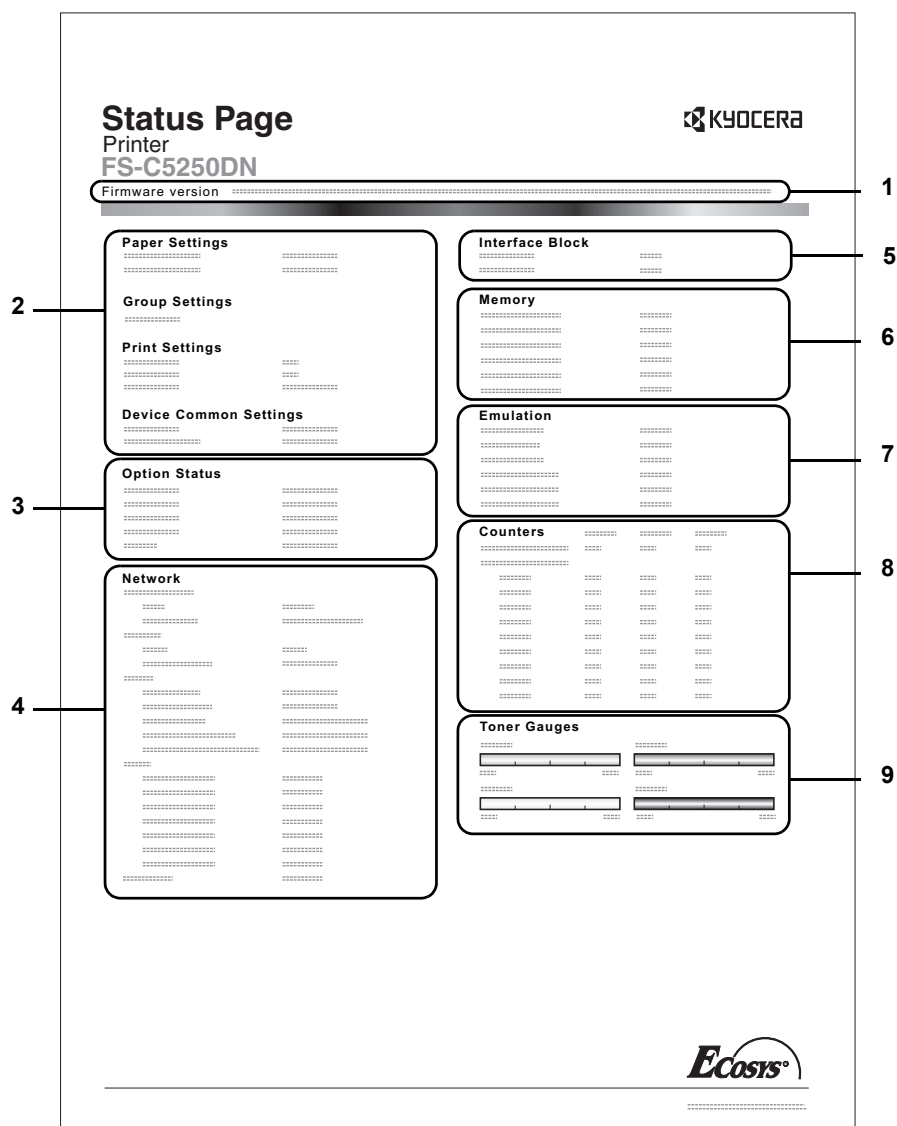 Status Page
KYOCERA
Printer
FS-C5250DN
Firmware version
1
Paper Settings
Group Settings
Print Settings
Device Common Settings
2
Option Status
3
Network
4
Interface Block
5
Memory
6
Emulation
7
Counters
8
Toner Gauges
9
ECOSYS